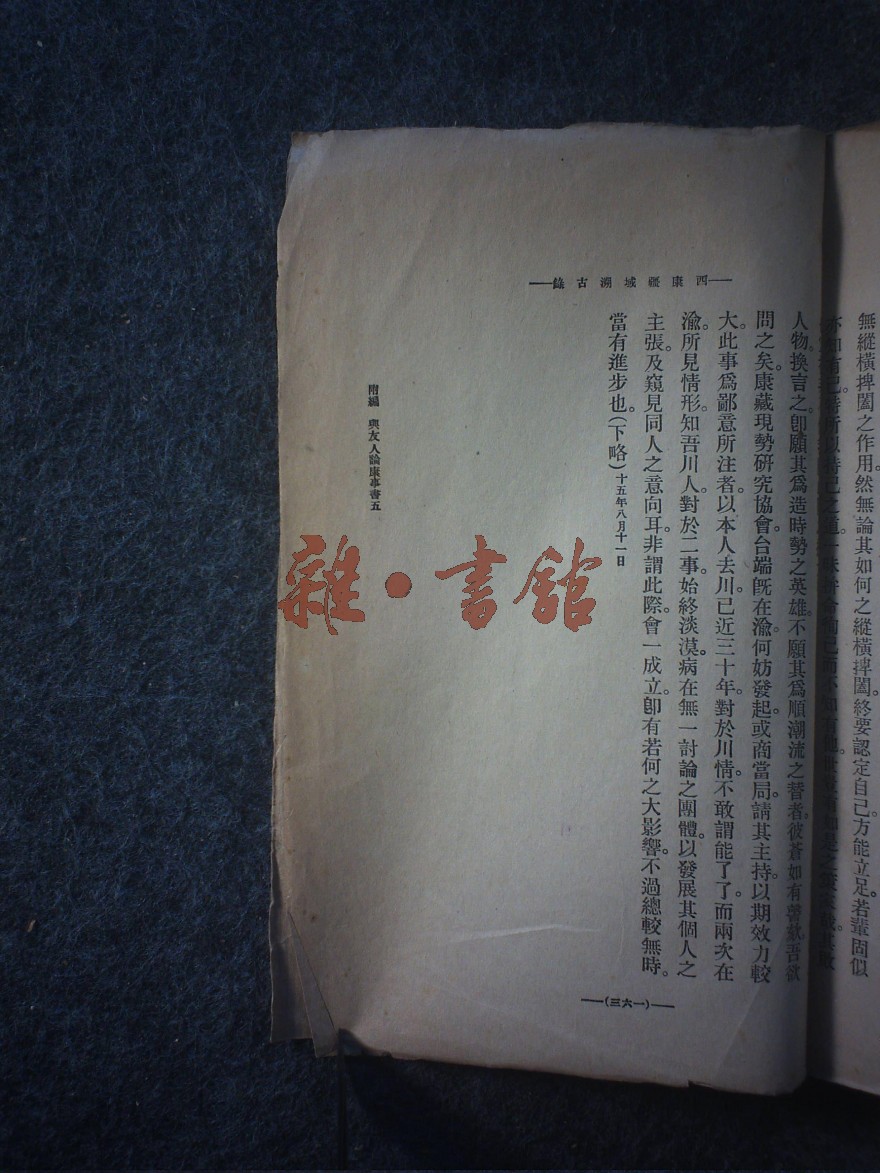 西康疆域溯古錄
無縱橫捭闔之作用。然無論其如何之縱橫捭闔。終要認定自己。方能立足。若輩固似
亦知有己。
人物。換言之。卽願其爲造時勢之英雄。不願其爲順潮流之瞽者。彼蒼如有
問之矣。康藏現勢研究協會。台端旣在渝。何妨發起。或商當局。請其主持。以期效力較
大。此事爲鄙意所注者。以本人去川。已近三十年。對於川情。不敢謂能了了。而兩次在
渝。所見情形。知吾川人。對於二事。始終淡漠。病在無一討論之團體。以發展其個人之
主張。及窺見同人之意向耳。非謂此際會一成立。卽有若何之大影響。不過總較無時。
當有進步也。(下略)十五年八月十一日
附編　與友人論康事書五
(一六三)
雜·書館